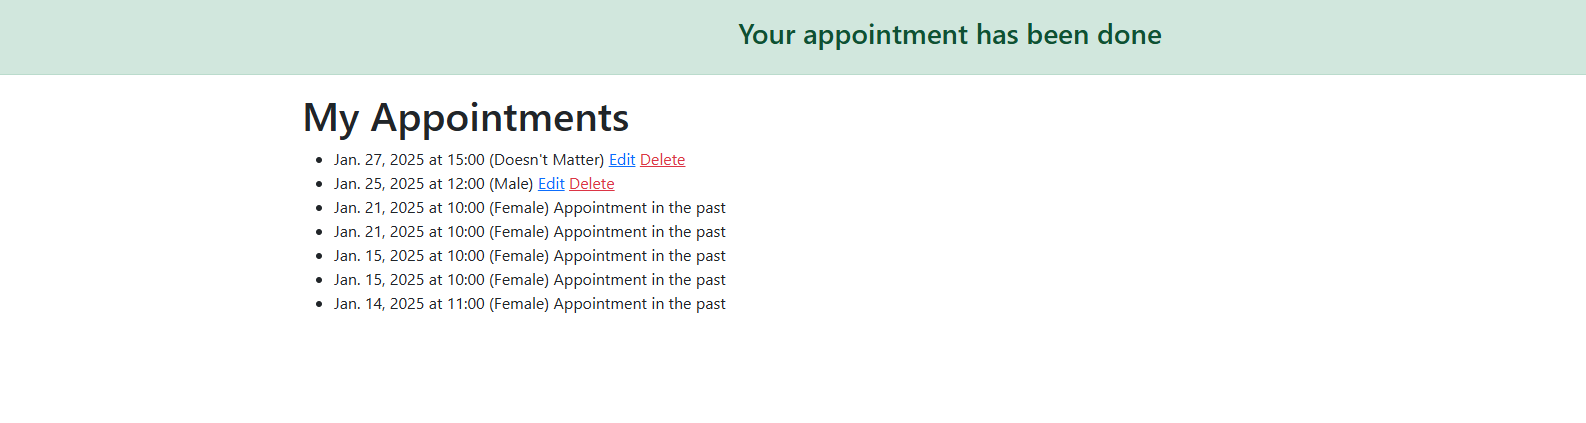 Your appointment has been done
My Appointments
Jan. 27, 2025 at 15:00 (Doesn't Matter) Edit Delete
Jan. 25, 2025 at 12:00 (Male) Edit Delete
Jan. 21, 2025 at 10:00 (Female) Appointment in the past
Jan. 21, 2025 at 10:00 (Female) Appointment in the past
Jan. 15, 2025 at 10:00 (Female) Appointment in the past
Jan. 15, 2025 at 10:00 (Female) Appointment in the past
Jan. 14, 2025 at 11:00 (Female) Appointment in the past